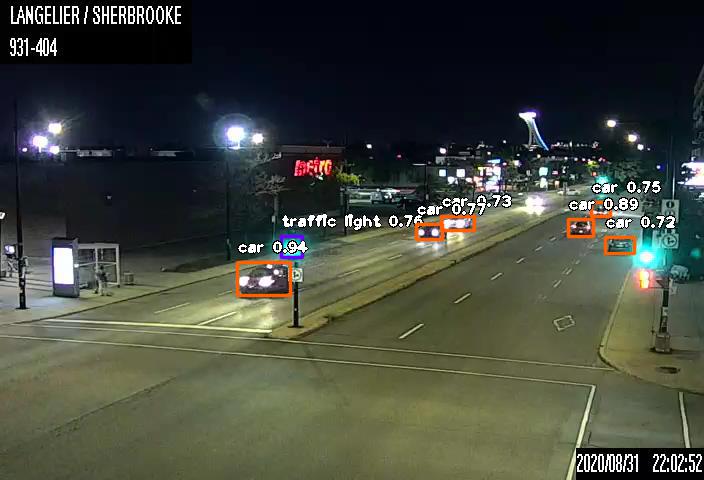 LANGELIER / SHERBROOKE
931-404
metro
car 0.75
car 0.73
car 0.89
car 0.77
traffic light 0.76
car 0.72
car 0.94
2020/08/31 22:02:52